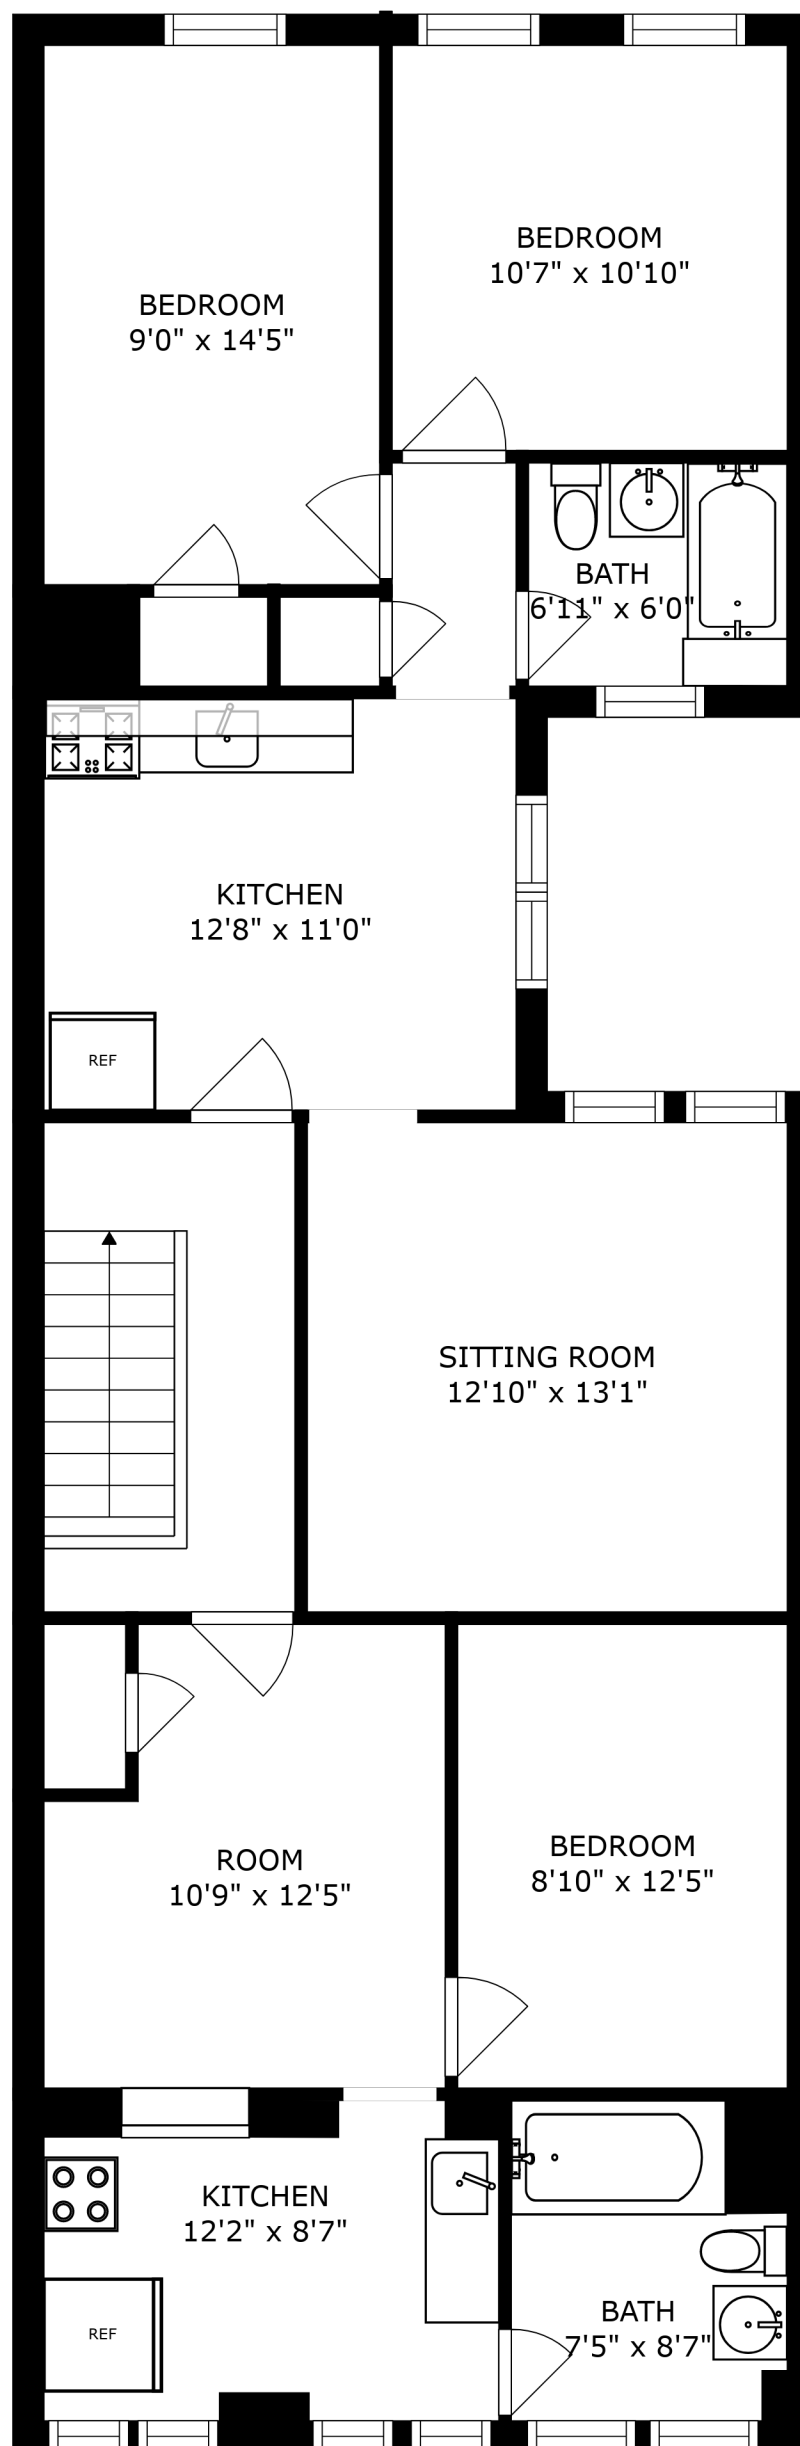 BEDROOM
10'7" x 10'10"
BEDROOM
9'0" x 14'5"
BATH
6'11" x 6'0"
KITCHEN
12'8" x 11'0"
REF
SITTING ROOM
12'10" x 13'1"
BEDROOM
8'10" x 12'5"
ROOM
10'9" x 12'5"
KITCHEN
12'2" x 8'7"
REF
BATH
7'5" x 8'7"